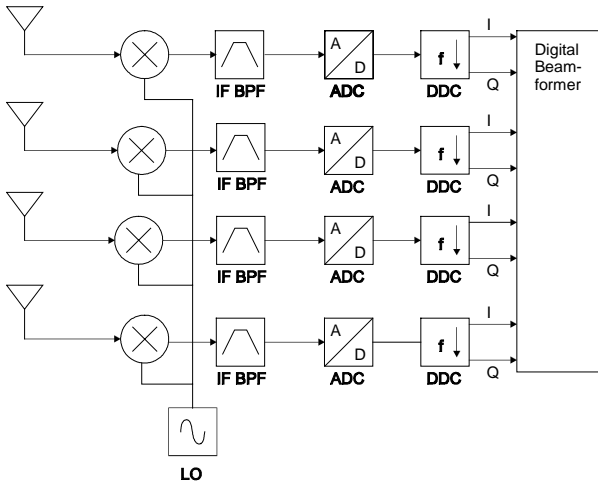 I
A
D
f
Q
Digital
Beam-
former
IF BPF
ADC
DDC
I
A
D
f
Q
IF BPF
ADC
DDC
I
A
D
f
Q
IF BPF
ADC
DDC
I
A
D
f
Q
IF BPF
ADC
DDC
LO